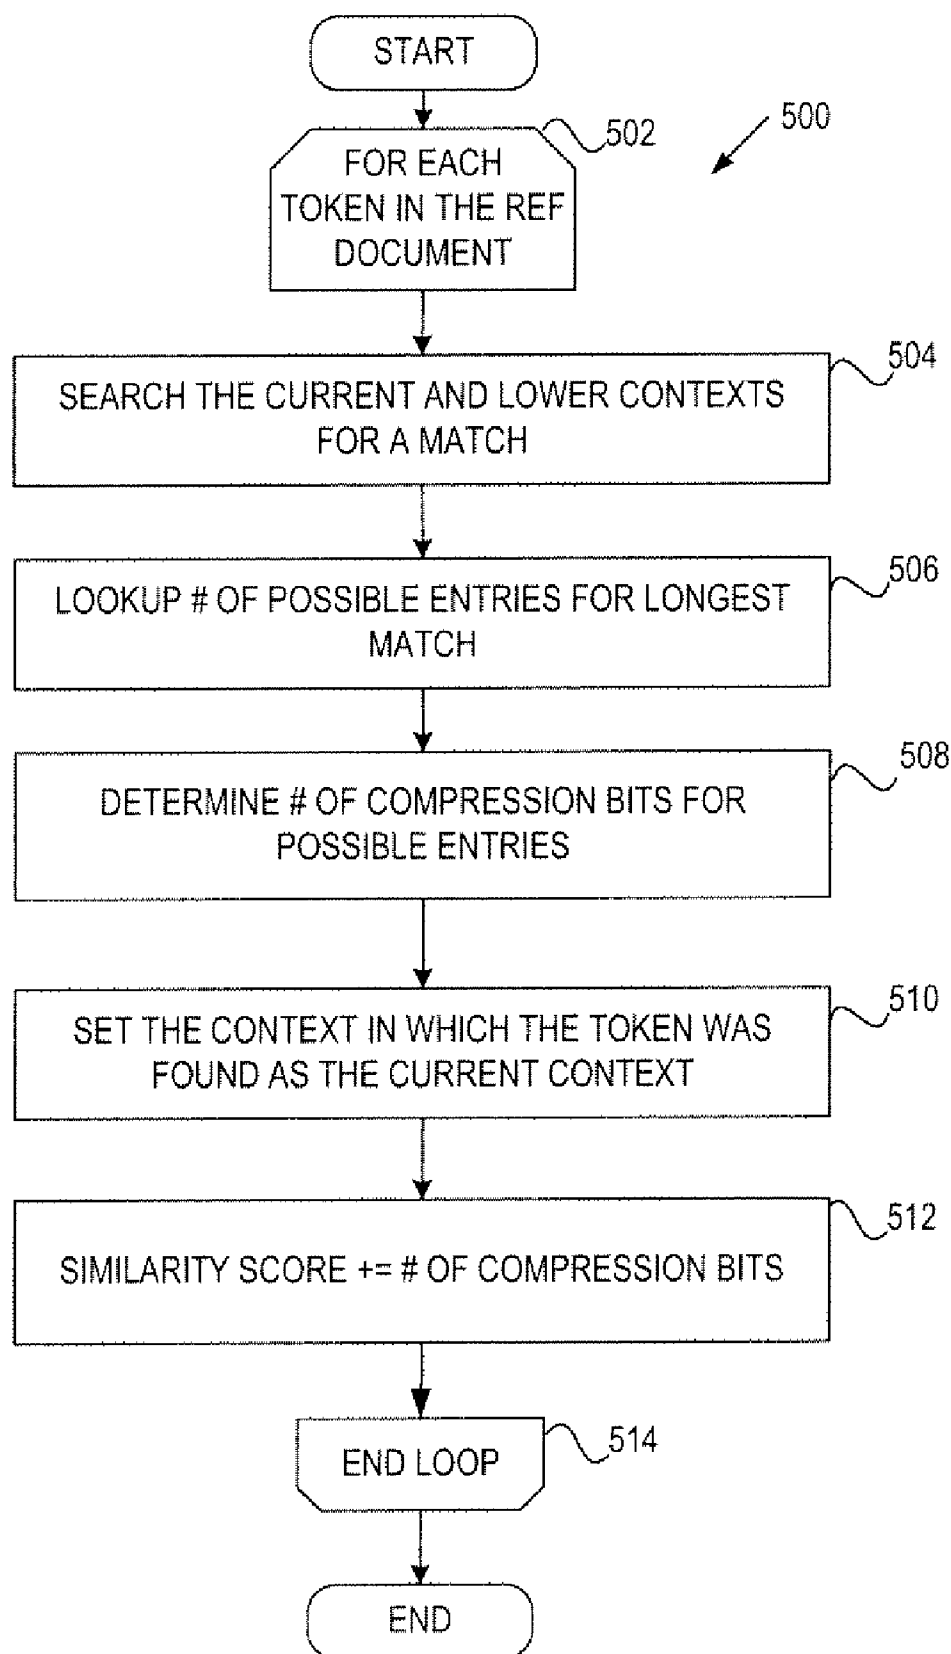 START
502
500
FOR EACH
TOKEN IN THE REF
DOCUMENT
504
SEARCH THE CURRENT AND LOWER CONTEXTS
FOR A MATCH
506
LOOKUP # OF POSSIBLE ENTRIES FOR LONGEST
MATCH
508
DETERMINE # OF COMPRESSION BITS FOR
POSSIBLE ENTRIES
510
SET THE CONTEXT IN WHICH THE TOKEN WAS
FOUND AS THE CURRENT CONTEXT
512
SIMILARITY SCORE += # OF COMPRESSION BITS
514
END LOOP
END